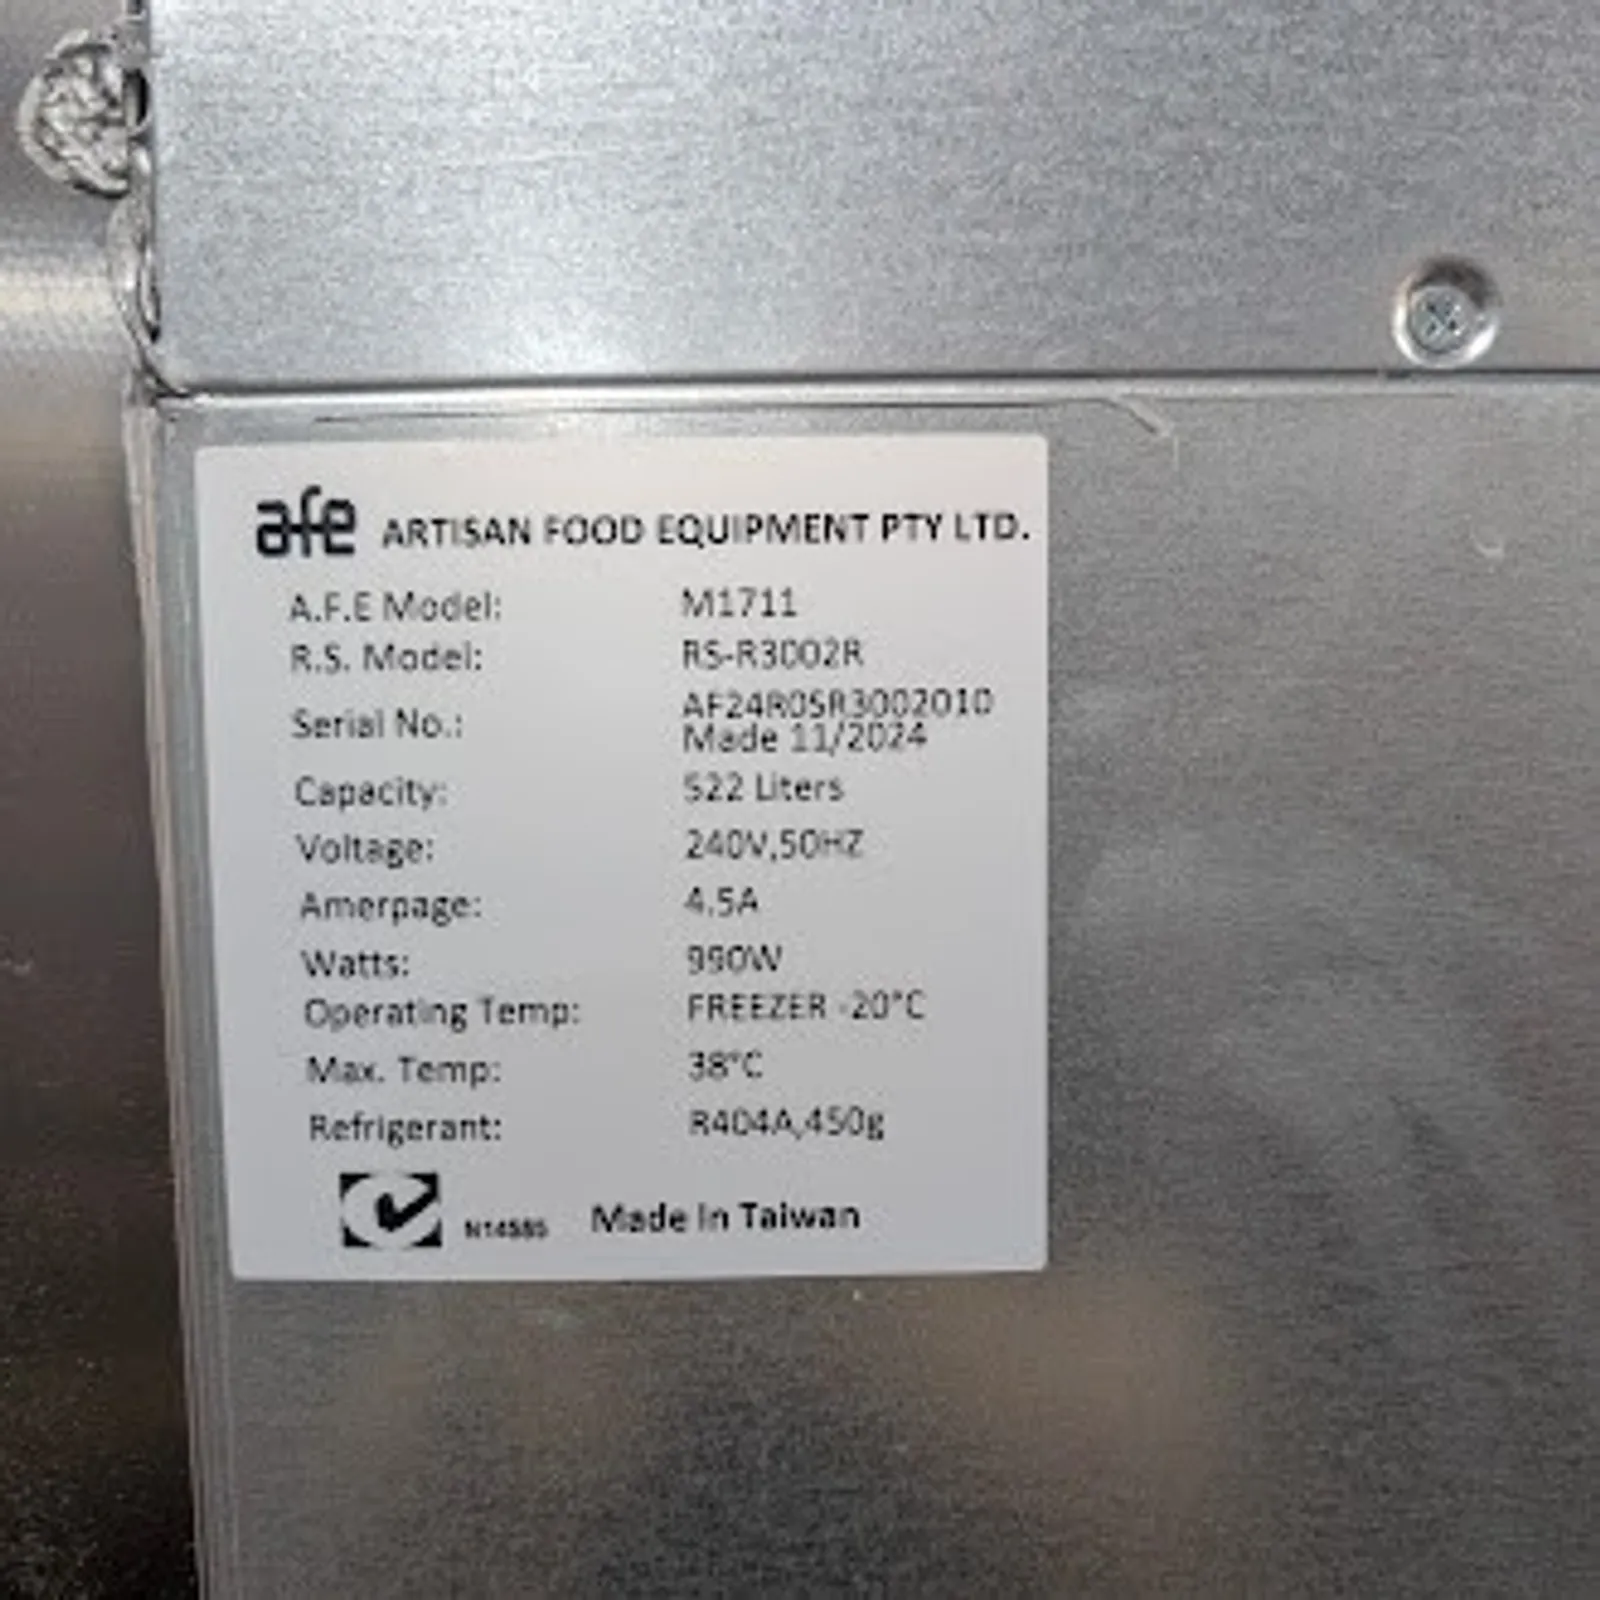 afe ARTISAN FOOD EQUIPMENT PTY LTD.
A.F.E Model: M1711
R.S. Model: RS-R3002R
Serial No.: AF24R0SR3002010
Made 11/2024
Capacity: 522 Liters
Voltage: 240V,50HZ
Amerpage: 4.5A
Watts: 990W
Operating Temp: FREEZER -20°C
Max. Temp: 38°C
Refrigerant: R404A,450g
Made In Taiwan